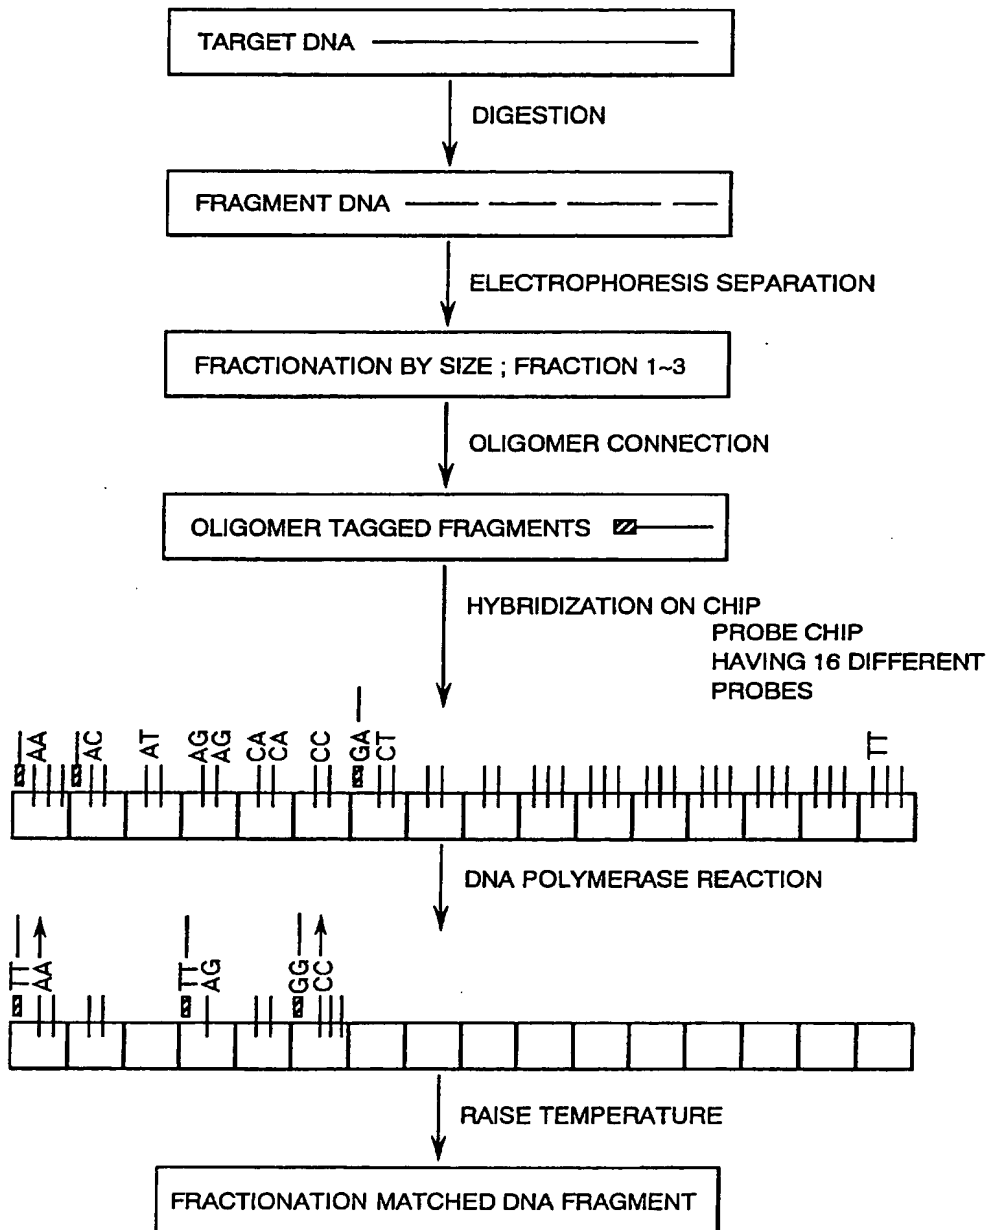 TARGET DNA
DIGESTION
FRAGMENT DNA
ELECTROPHORESIS SEPARATION
FRACTIONATION BY SIZE ; FRACTION 1~3
OLIGOMER CONNECTION
OLIGOMER TAGGED FRAGMENTS
HYBRIDIZATION ON CHIP
PROBE CHIP
HAVING 16 DIFFERENT
PROBES
AA AC AT AG AG CA CA CC GA CT TT
DNA POLYMERASE REACTION
TT AA TT AG GG CC
RAISE TEMPERATURE
FRACTIONATION MATCHED DNA FRAGMENT